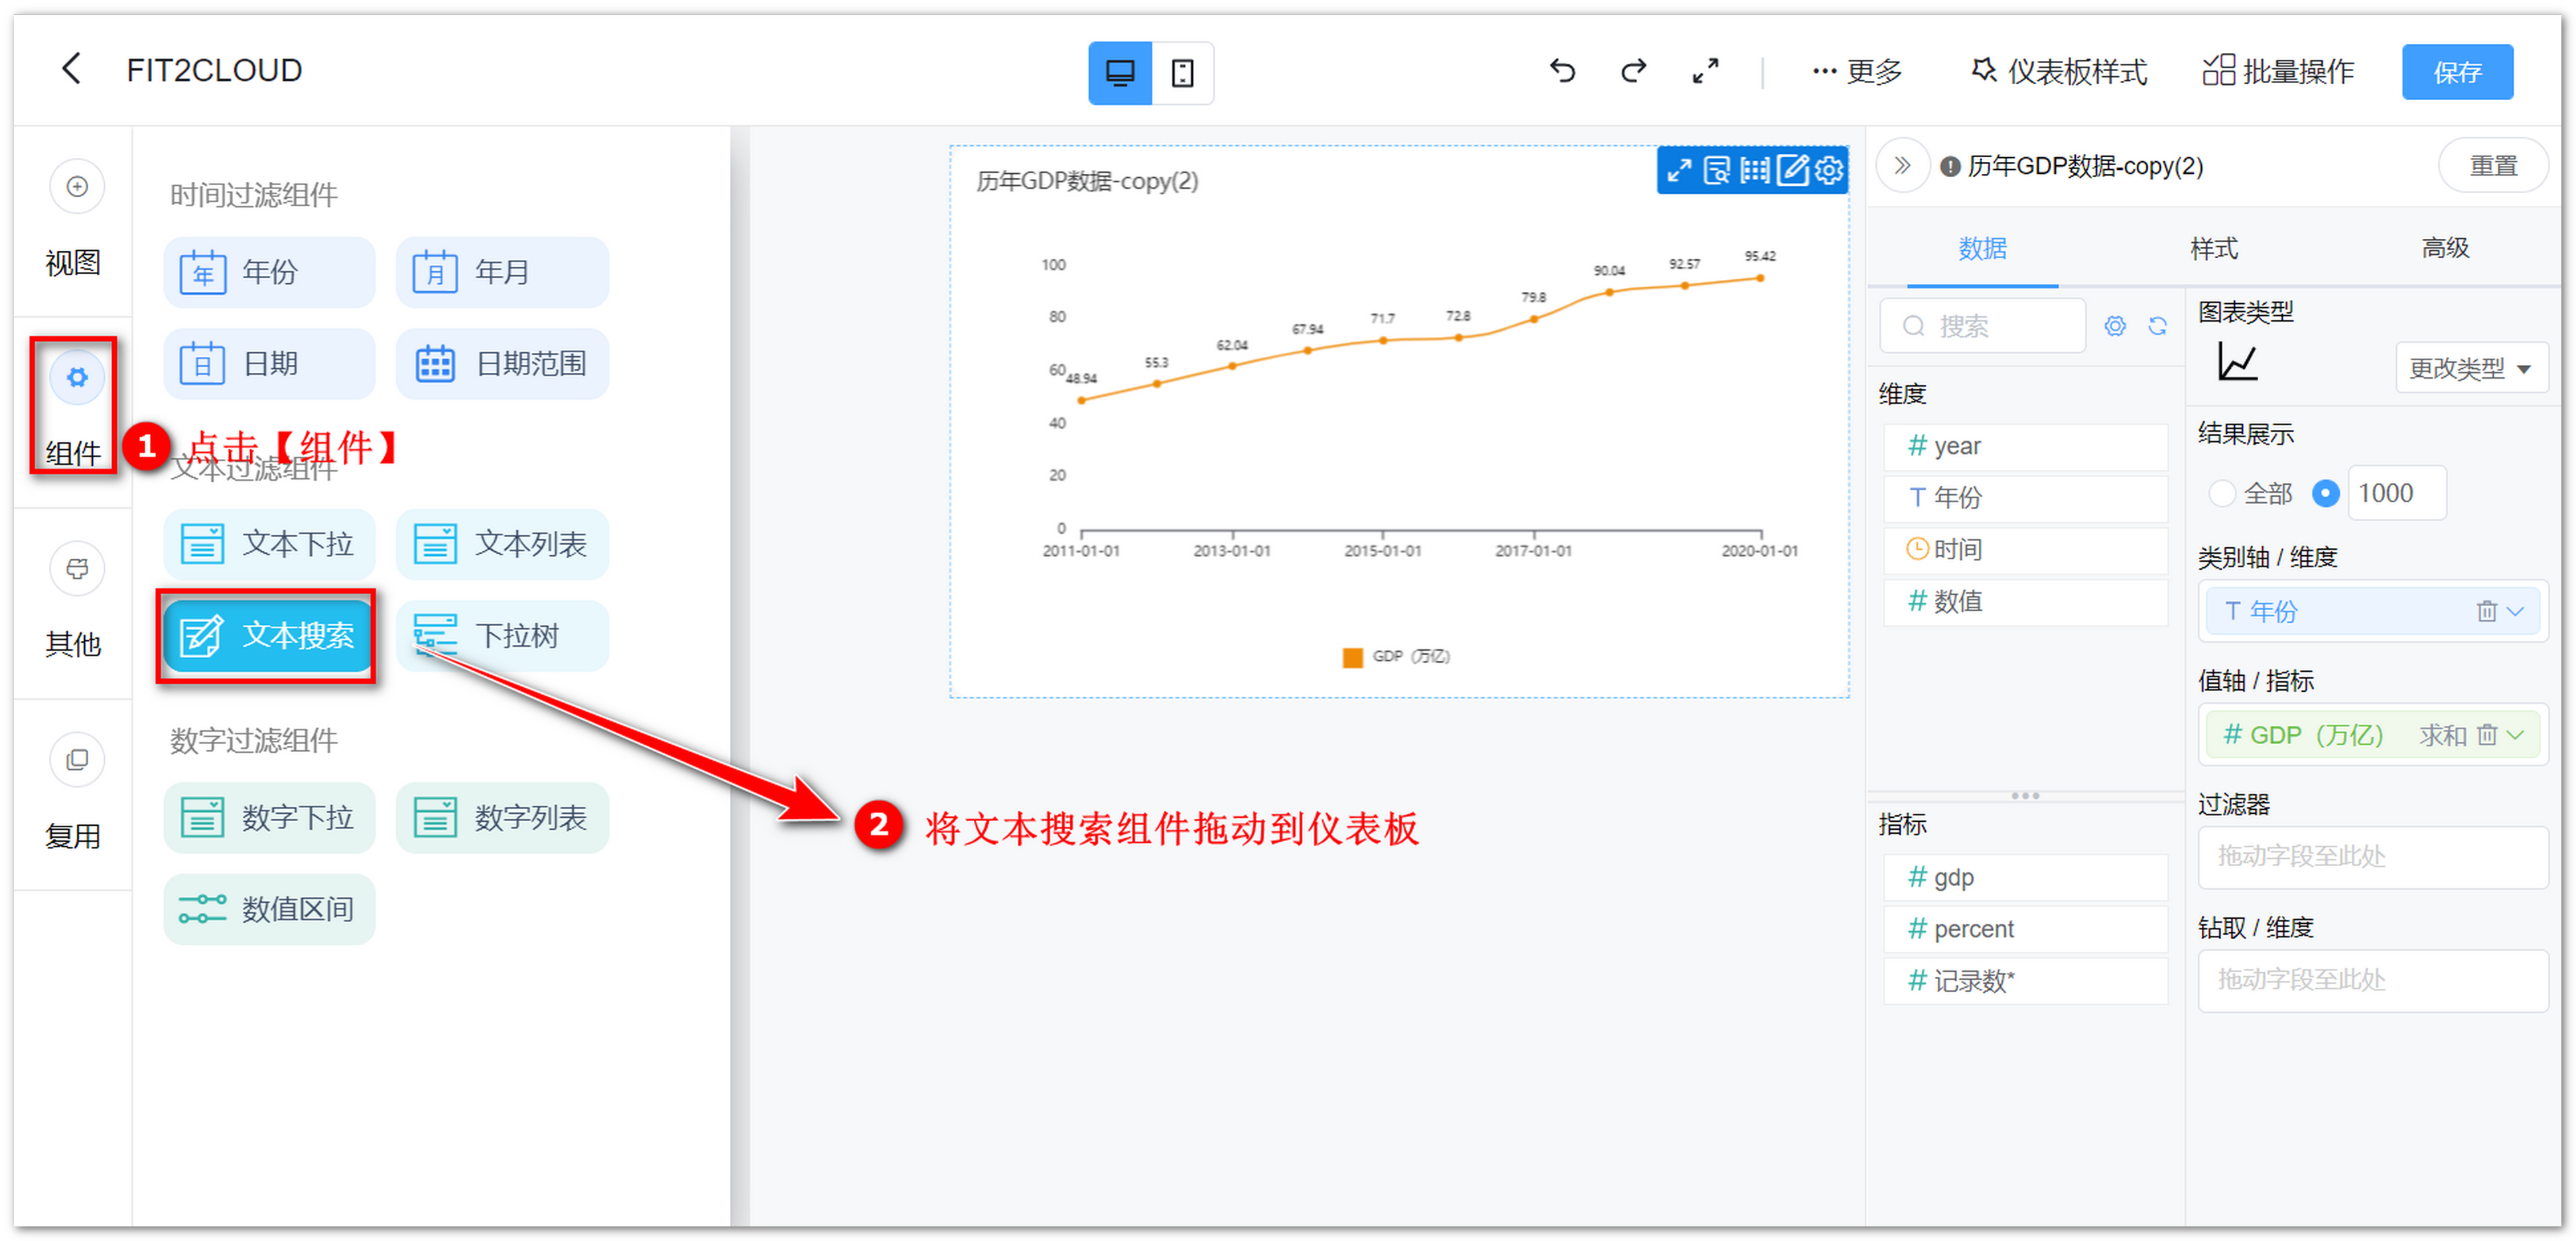 FIT2CLOUD
更多
仪表板样式
批量操作
保存
视图
组件
其他
复用
时间过滤组件
年 年份
月 年月
日 日期
日期范围
1 点击【组件】
文本过滤组件
文本下拉
文本列表
文本搜索
下拉树
数字过滤组件
数字下拉
数字列表
数值区间
2 将文本搜索组件拖动到仪表板
历年GDP数据-copy(2)
100
80
60
40
20
0
48.94
55.3
62.04
67.94
71.7
72.8
79.8
90.04
92.57
95.42
2011-01-01
2013-01-01
2015-01-01
2017-01-01
2020-01-01
GDP（万亿）
历年GDP数据-copy(2)
重置
数据
样式
高级
搜索
维度
# year
T 年份
时间
# 数值
指标
# gdp
# percent
# 记录数*
图表类型
更改类型
结果展示
全部
1000
类别轴 / 维度
T 年份
值轴 / 指标
# GDP（万亿） 求和
过滤器
拖动字段至此处
钻取 / 维度
拖动字段至此处